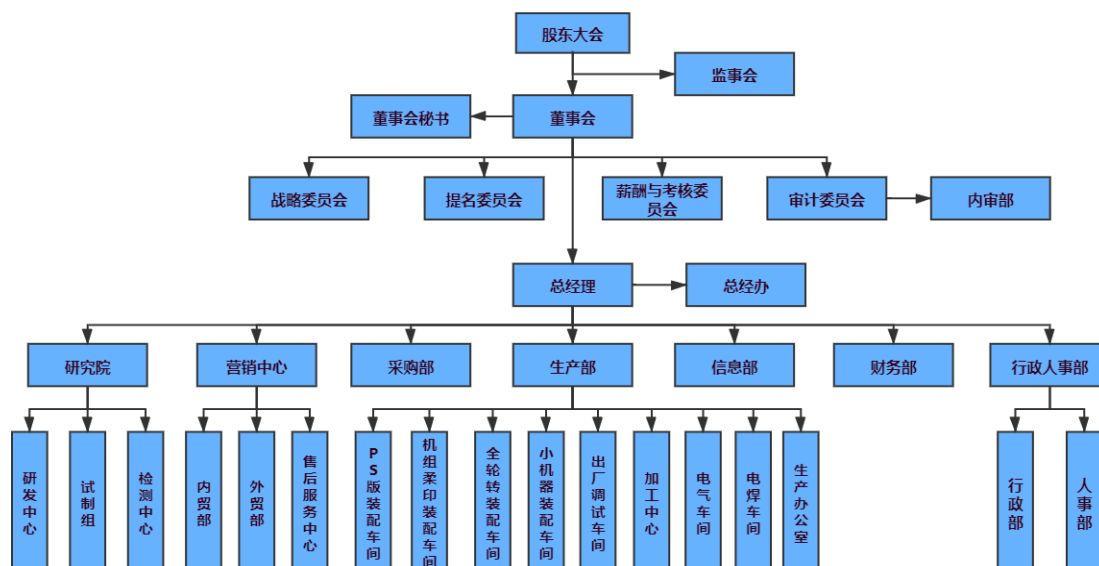 股东大会
监事会
董事会秘书
董事会
战略委员会
提名委员会
薪酬与考核委
员会
审计委员会
内审部
总经理
总经办
研究院
营销中心
采购部
生产部
信息部
财务部
行政人事部
研发中心
试制组
检测中心
内贸部
外贸部
售后服务中心
PS版装配车间
机组柔印装配车间
全轮转装配车间
小机器装配车间
出厂调试车间
加工中心
电气车间
电焊车间
生产办公室
行政部
人事部